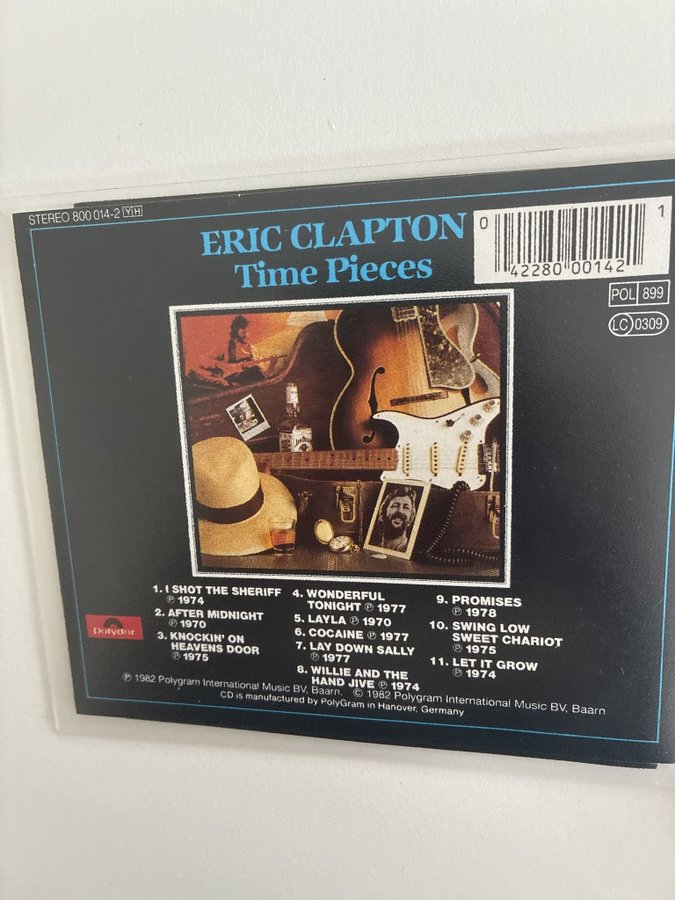 STEREO 800 014-2 YH
ERIC CLAPTON
Time Pieces
0 42280 00142 1
POL 899
LC 0309
JIM BEAM
1. I SHOT THE SHERIFF
℗ 1974
2. AFTER MIDNIGHT
℗ 1970
3. KNOCKIN' ON
HEAVENS DOOR
℗ 1975
4. WONDERFUL
TONIGHT ℗ 1977
5. LAYLA ℗ 1970
6. COCAINE ℗ 1977
7. LAY DOWN SALLY
℗ 1977
8. WILLIE AND THE
HAND JIVE ℗ 1974
9. PROMISES
℗ 1978
10. SWING LOW
SWEET CHARIOT
℗ 1975
11. LET IT GROW
℗ 1974
Polydor
℗ 1982 Polygram International Music BV, Baarn. © 1982 Polygram International Music BV, Baarn
CD is manufactured by PolyGram in Hanover, Germany